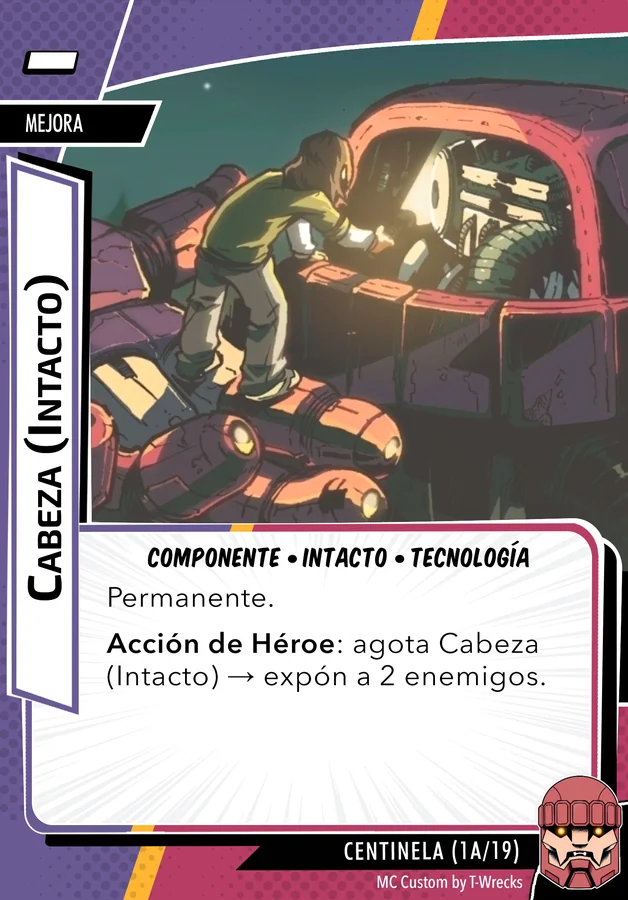 MEJORA
CABEZA (INTACTO)
COMPONENTE • INTACTO • TECNOLOGÍA
Permanente.
Acción de Héroe: agota Cabeza
(Intacto) → expón a 2 enemigos.
CENTINELA (1A/19)
MC Custom by T-Wrecks